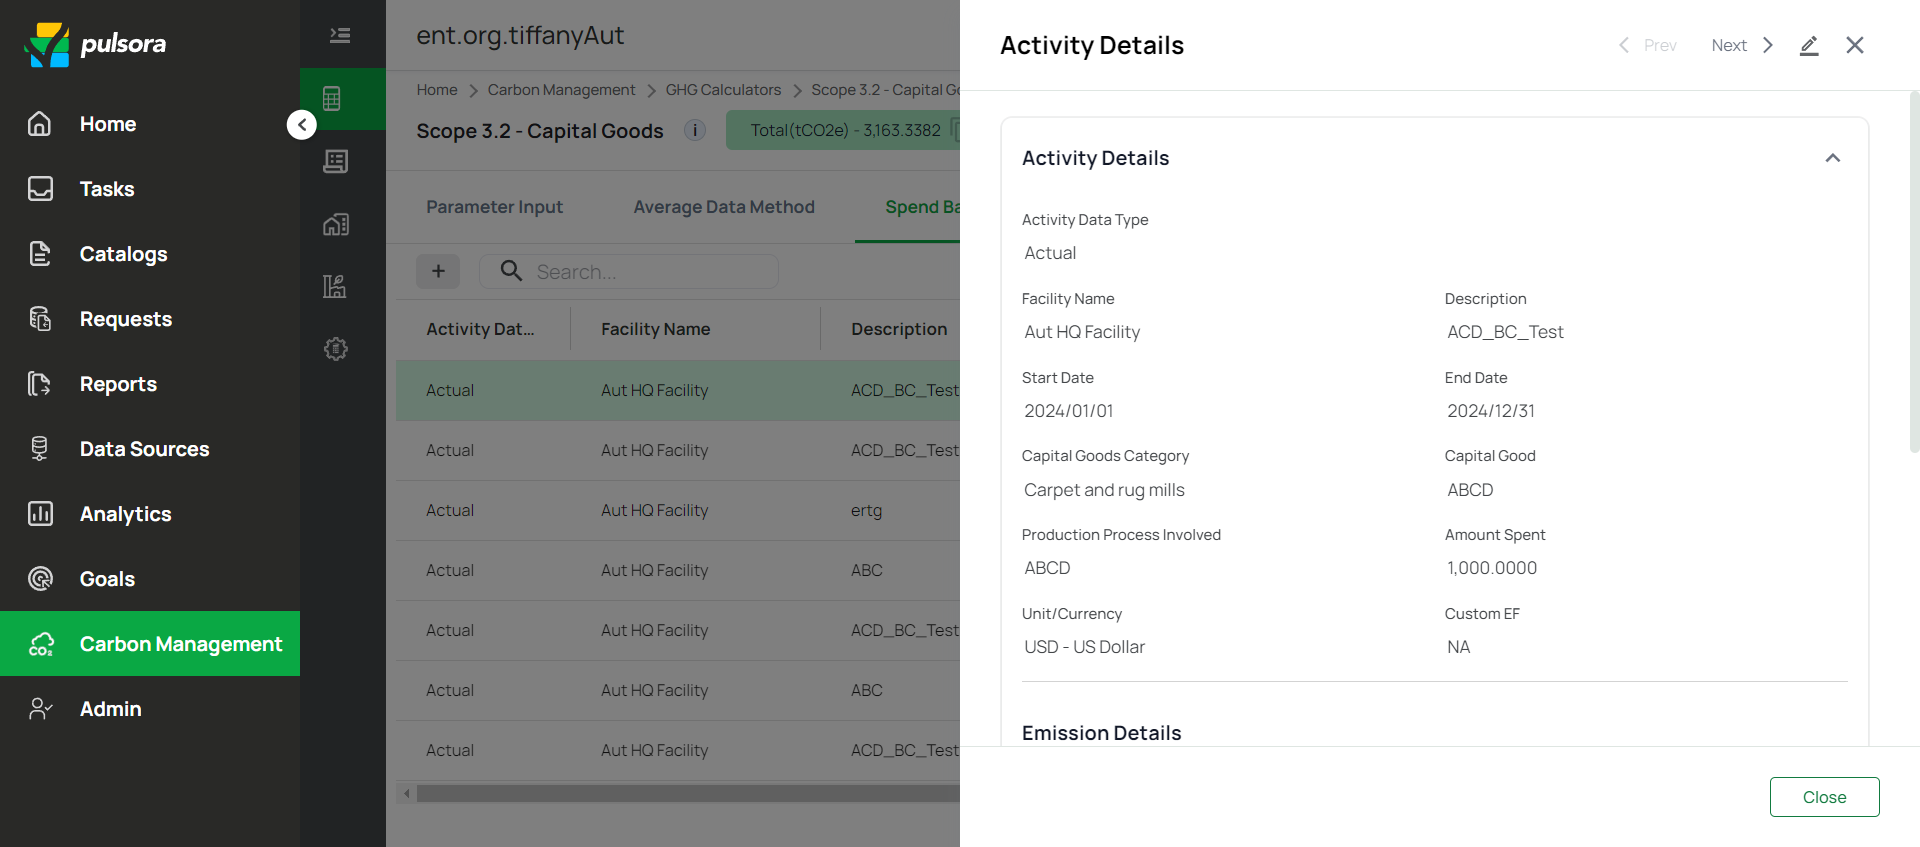 pulsora
Home
Tasks
Catalogs
Requests
Reports
Data Sources
Analytics
Goals
Carbon Management
Admin
ent.org.tiffanyAut
Home > Carbon Management > GHG Calculators > Scope 3.2 - Capital Go
Scope 3.2 - Capital Goods
Total(tCO2e) - 3,163.3382
Parameter Input Average Data Method Spend Ba
Search...
Activity Dat... Facility Name Description
Actual Aut HQ Facility ACD_BC_Test
Actual Aut HQ Facility ACD_BC_Test
Actual Aut HQ Facility ertg
Actual Aut HQ Facility ABC
Actual Aut HQ Facility ACD_BC_Test
Actual Aut HQ Facility ABC
Actual Aut HQ Facility ACD_BC_Test
Activity Details
Prev Next
Activity Details
Activity Data Type
Actual
Facility Name Description
Aut HQ Facility ACD_BC_Test
Start Date End Date
2024/01/01 2024/12/31
Capital Goods Category Capital Good
Carpet and rug mills ABCD
Production Process Involved Amount Spent
ABCD 1,000.0000
Unit/Currency Custom EF
USD - US Dollar NA
Emission Details
Close